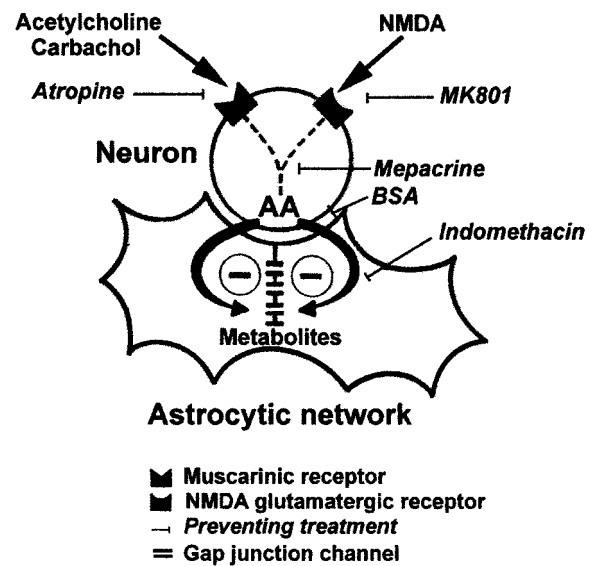 Acetylcholine
Carbachol
NMDA
Atropine
MK801
Neuron
Mepacrine
AA
BSA
Indomethacin
Metabolites
Astrocytic network
Muscarinic receptor
NMDA glutamatergic receptor
Preventing treatment
Gap junction channel